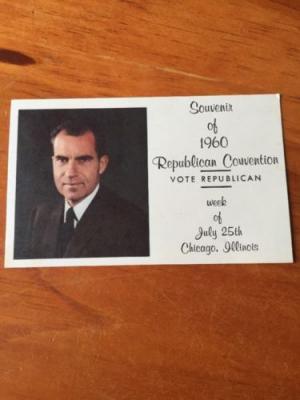 Souvenir
of
1960
Republican Convention
VOTE REPUBLICAN
week
of
July 25th
Chicago, Illinois